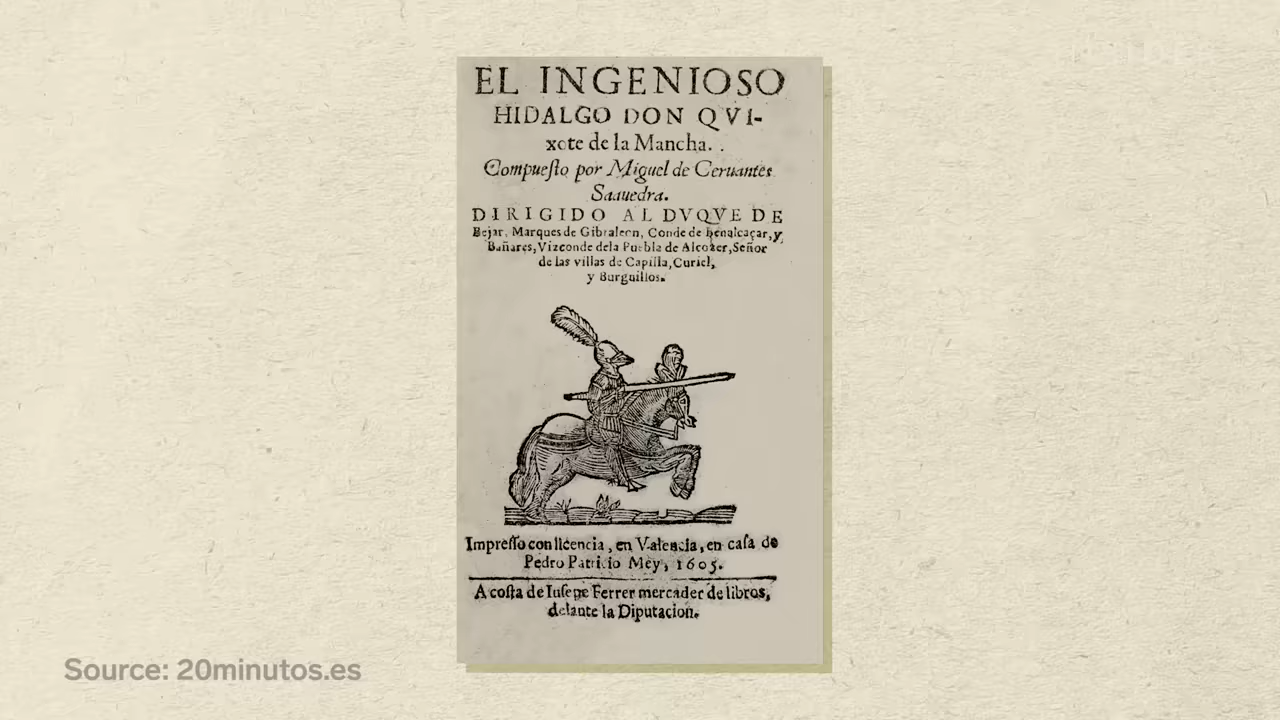 EL INGENIOSO
HIDALGO DON QVI-
xote de la Mancha. .
Compueſto por Miguel de Ceruantes
Saauedra.
DIRIGIDO AL DVQVE DE
Bejar, Marques de Gibraleon, Conde de Benalcaçar, y
Bañares, Vizconde dela Puebla de Alcozer, Señor
de las villas de Capilla, Curiel,
y Burguillos.
Impreſſo con licencia, en Valencia, en caſa de
Pedro Patricio Mey, 1605.
A coſta de Iuſepe Ferrer mercader de libros,
delante la Diputacion.
Source: 20minutos.es